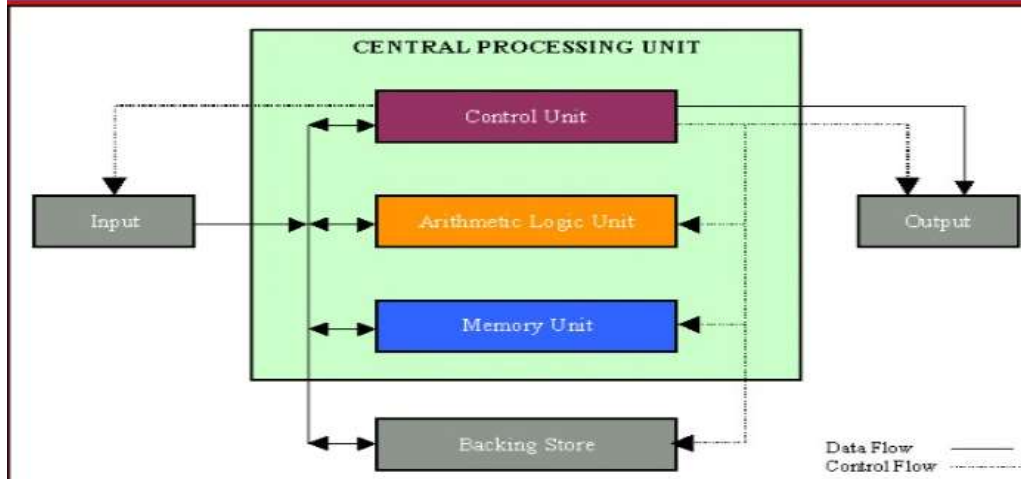 CENTRAL PROCESSING UNIT
Control Unit
Input
Arithmetic Logic Unit
Output
Memory Unit
Backing Store
Data Flow
Control Flow